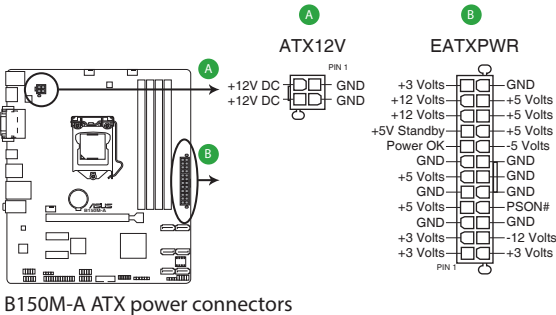 A
B
ATX12V
EATXPWR
PIN 1
+12V DC GND
+12V DC GND
A
B
ASUS
B150M-A
+3 Volts GND
+12 Volts +5 Volts
+12 Volts +5 Volts
+5V Standby +5 Volts
Power OK -5 Volts
GND GND
+5 Volts GND
GND GND
+5 Volts PSON#
GND GND
+3 Volts -12 Volts
+3 Volts +3 Volts
PIN 1
B150M-A ATX power connectors